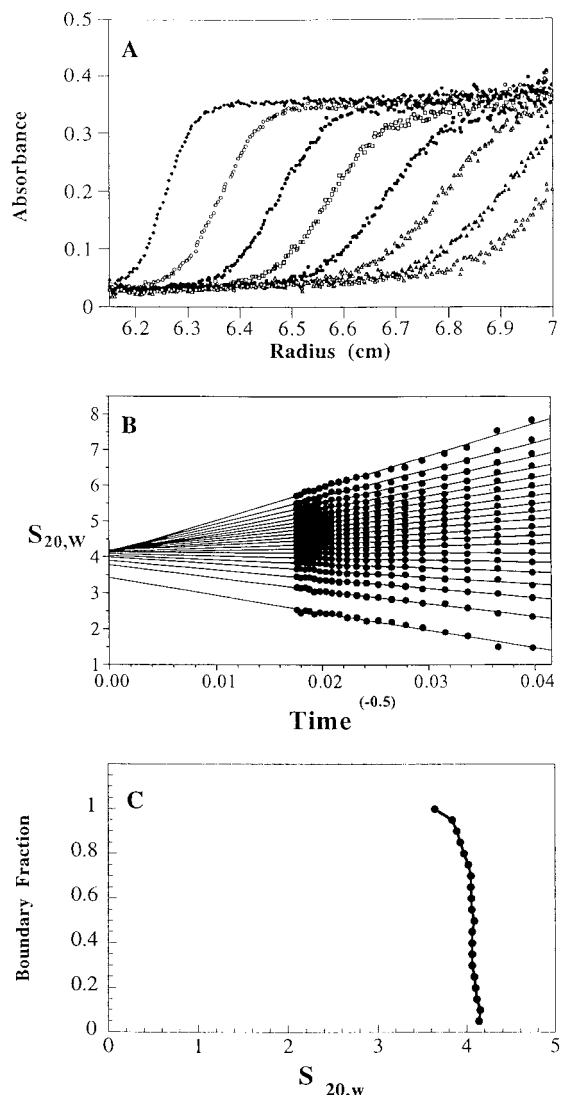 A
0.5
0.4
0.3
0.2
0.1
0
Absorbance
6.2 6.3 6.4 6.5 6.6 6.7 6.8 6.9 7
Radius (cm)
B
8
7
6
5
4
3
2
1
S20,W
0.00 0.01 0.02 0.03 0.04
Time (-0.5)
C
1
0.8
0.6
0.4
0.2
0
Boundary Fraction
0 1 2 3 4 5
S 20,w